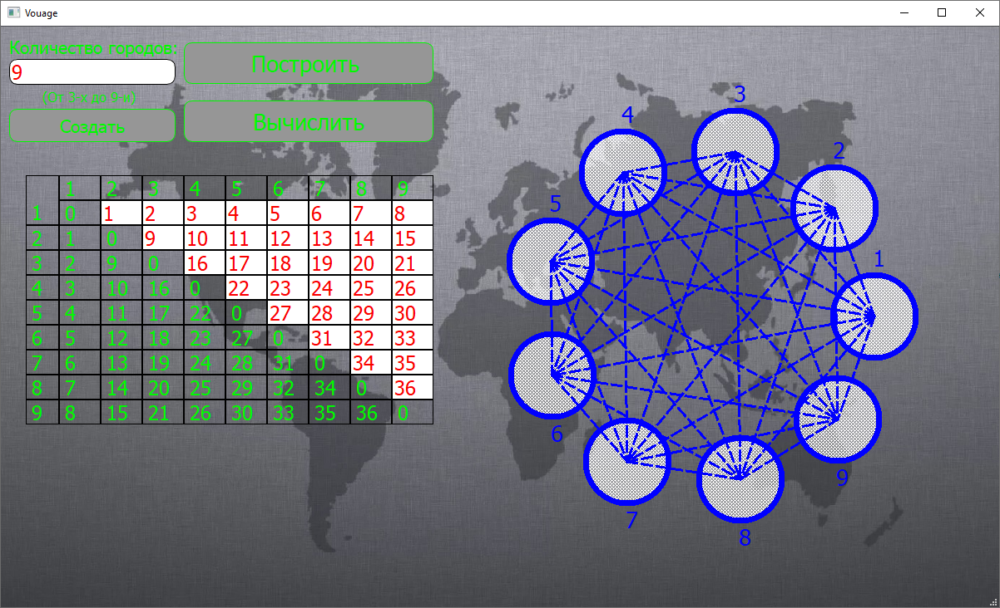 Vouage
Количество городов:
9
(От 3-х до 9-и)
Построить
Создать
Вычислить
1 2 3 4 5 6 7 8 9
1 0 1 2 3 4 5 6 7 8
2 1 0 9 10 11 12 13 14 15
3 2 9 0 16 17 18 19 20 21
4 3 10 16 0 22 23 24 25 26
5 4 11 17 22 0 27 28 29 30
6 5 12 18 23 27 0 31 32 33
7 6 13 19 24 28 31 0 34 35
8 7 14 20 25 29 32 34 0 36
9 8 15 21 26 30 33 35 36 0
3
4
2
5
1
6
9
7
8